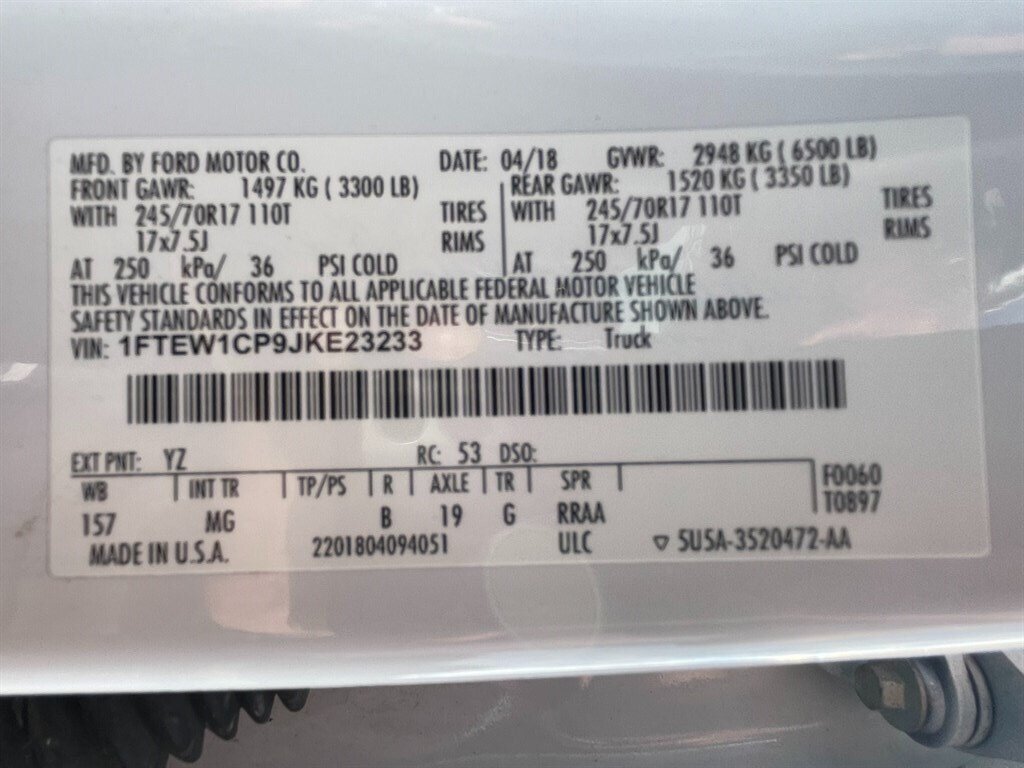 MFD. BY FORD MOTOR CO. DATE: 04/18 GVWR: 2948 KG ( 6500 LB)
FRONT GAWR: 1497 KG ( 3300 LB) REAR GAWR: 1520 KG ( 3350 LB)
WITH 245/70R17 110T TIRES WITH 245/70R17 110T TIRES
17x7.5J RIMS 17x7.5J RIMS
AT 250 kPa/ 36 PSI COLD AT 250 kPa/ 36 PSI COLD
THIS VEHICLE CONFORMS TO ALL APPLICABLE FEDERAL MOTOR VEHICLE
SAFETY STANDARDS IN EFFECT ON THE DATE OF MANUFACTURE SHOWN ABOVE.
VIN: 1FTEW1CP9JKE23233 TYPE: Truck
EXT PNT: YZ RC: 53 DSO:
WB INT TR TP/PS R AXLE TR SPR F0060
157 MG B 19 G RRAA T0897
MADE IN U.S.A. 2201804094051 ULC ▽ 5U5A-3520472-AA